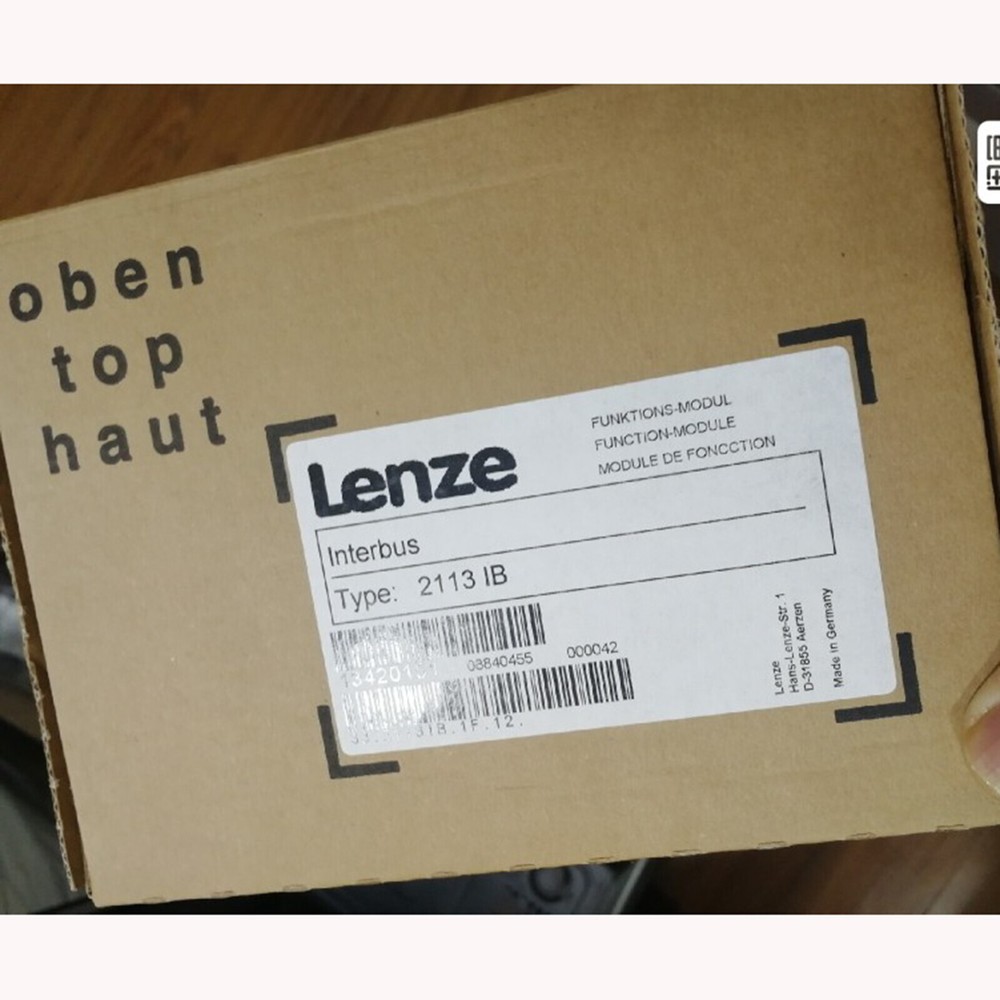 oben
top
haut
Lenze
FUNKTIONS-MODUL
FUNCTION-MODULE
MODULE DE FONCCTION
Interbus
Type: 2113 IB
08840455
000042
Lenze
Hans-Lenze-Str. 1
D-31855 Aerzen
Made in Germany